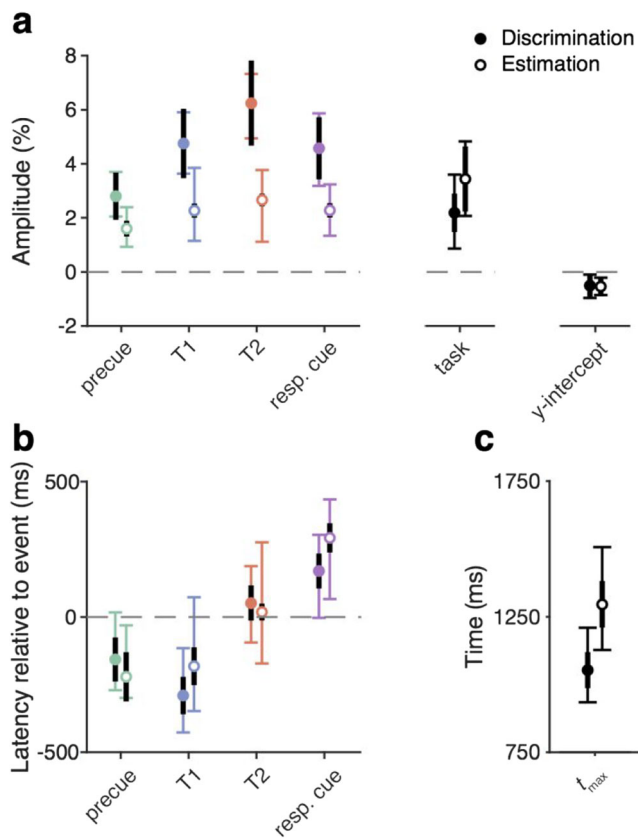 a
Discrimination
Estimation
Amplitude (%)
8
6
4
2
0
-2
precue
T1
T2
resp. cue
task
y-intercept
b
Latency relative to event (ms)
500
0
-500
precue
T1
T2
resp. cue
c
Time (ms)
1750
1250
750
tmax